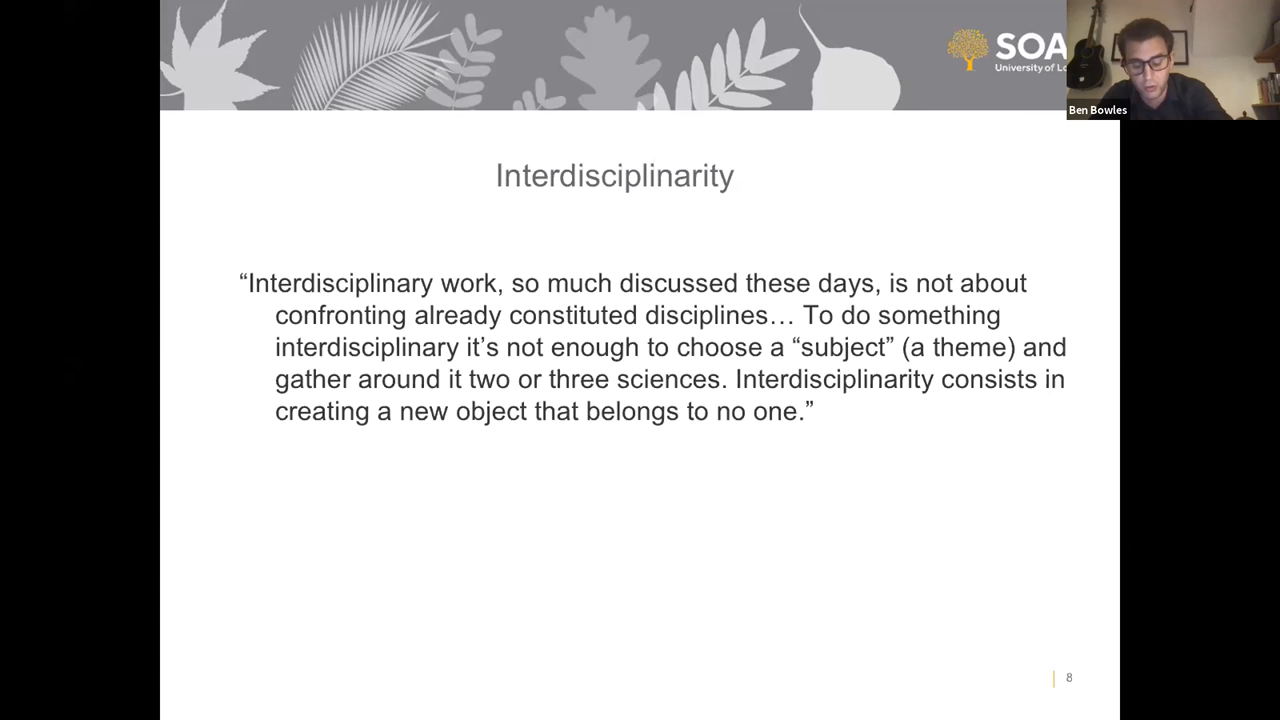 SOA
University of Lo
Ben Bowles
Interdisciplinarity
“Interdisciplinary work, so much discussed these days, is not about
confronting already constituted disciplines… To do something
interdisciplinary it’s not enough to choose a “subject” (a theme) and
gather around it two or three sciences. Interdisciplinarity consists in
creating a new object that belongs to no one.”
8